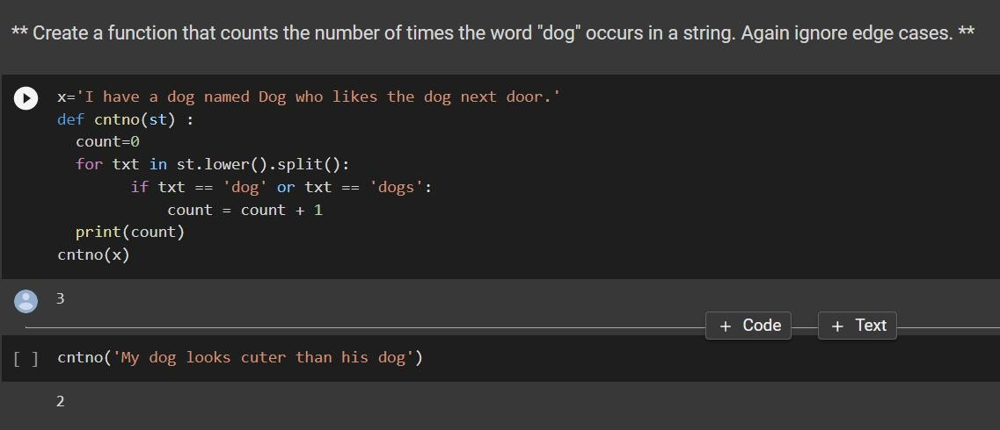 ** Create a function that counts the number of times the word "dog" occurs in a string. Again ignore edge cases. **
x='I have a dog named Dog who likes the dog next door.'
def cntno(st) :
  count=0
  for txt in st.lower().split():
        if txt == 'dog' or txt == 'dogs':
            count = count + 1
  print(count)
cntno(x)
3
+ Code + Text
[ ] cntno('My dog looks cuter than his dog')
2